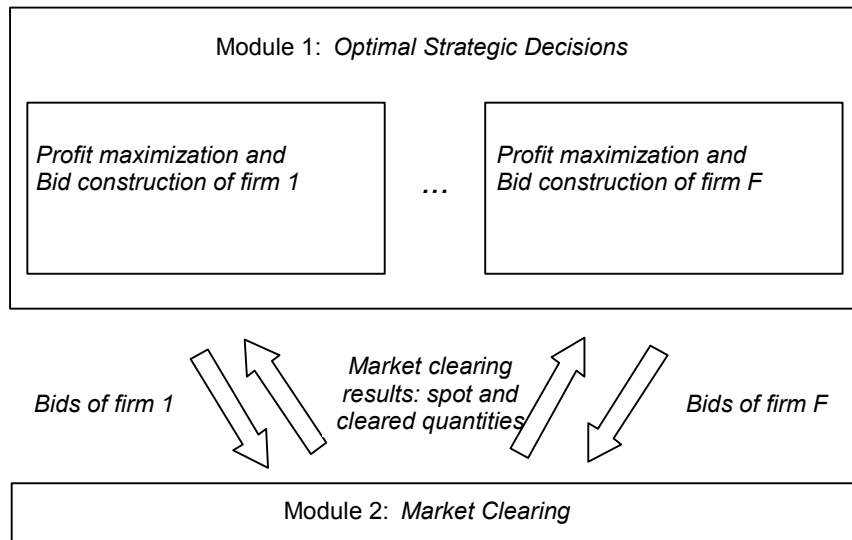 Module 1: Optimal Strategic Decisions
Profit maximization and
Bid construction of firm 1
...
Profit maximization and
Bid construction of firm F
Bids of firm 1
Market clearing
results: spot and
cleared quantities
Bids of firm F
Module 2: Market Clearing